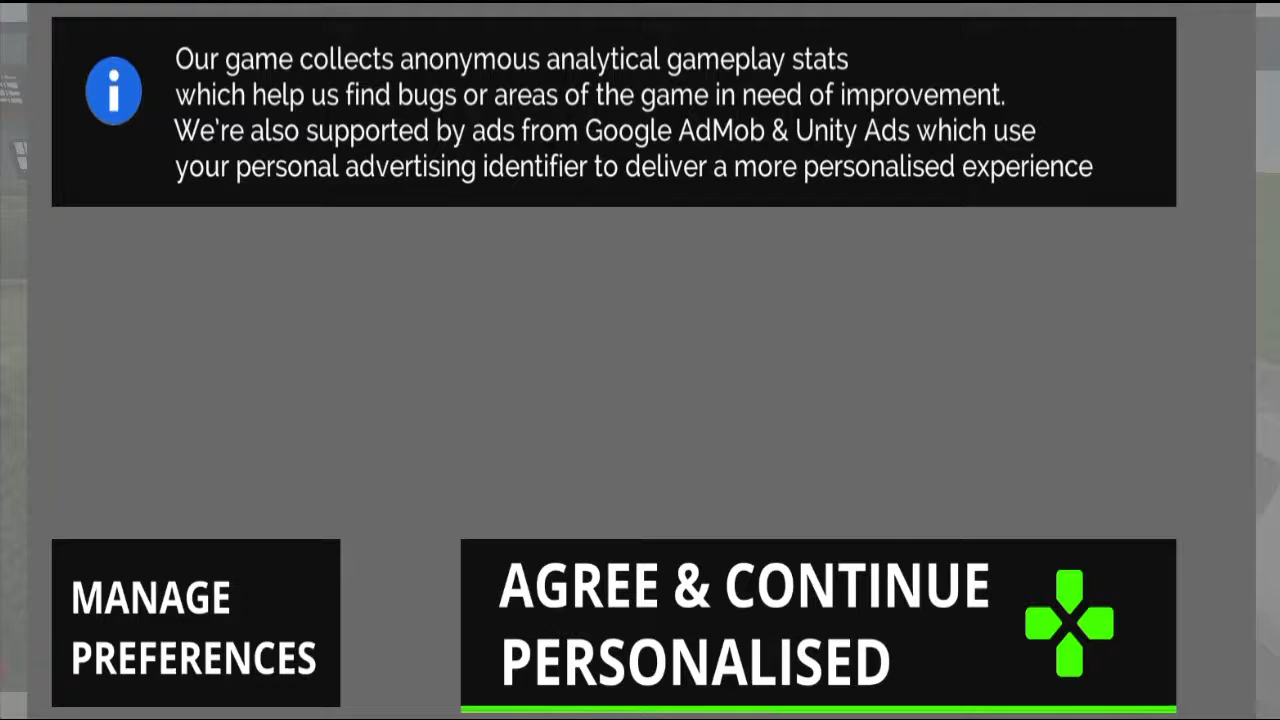 Our game collects anonymous analytical gameplay stats
which help us find bugs or areas of the game in need of improvement.
We're also supported by ads from Google AdMob & Unity Ads which use
your personal advertising identifier to deliver a more personalised experience
MANAGE
PREFERENCES
AGREE & CONTINUE
PERSONALISED